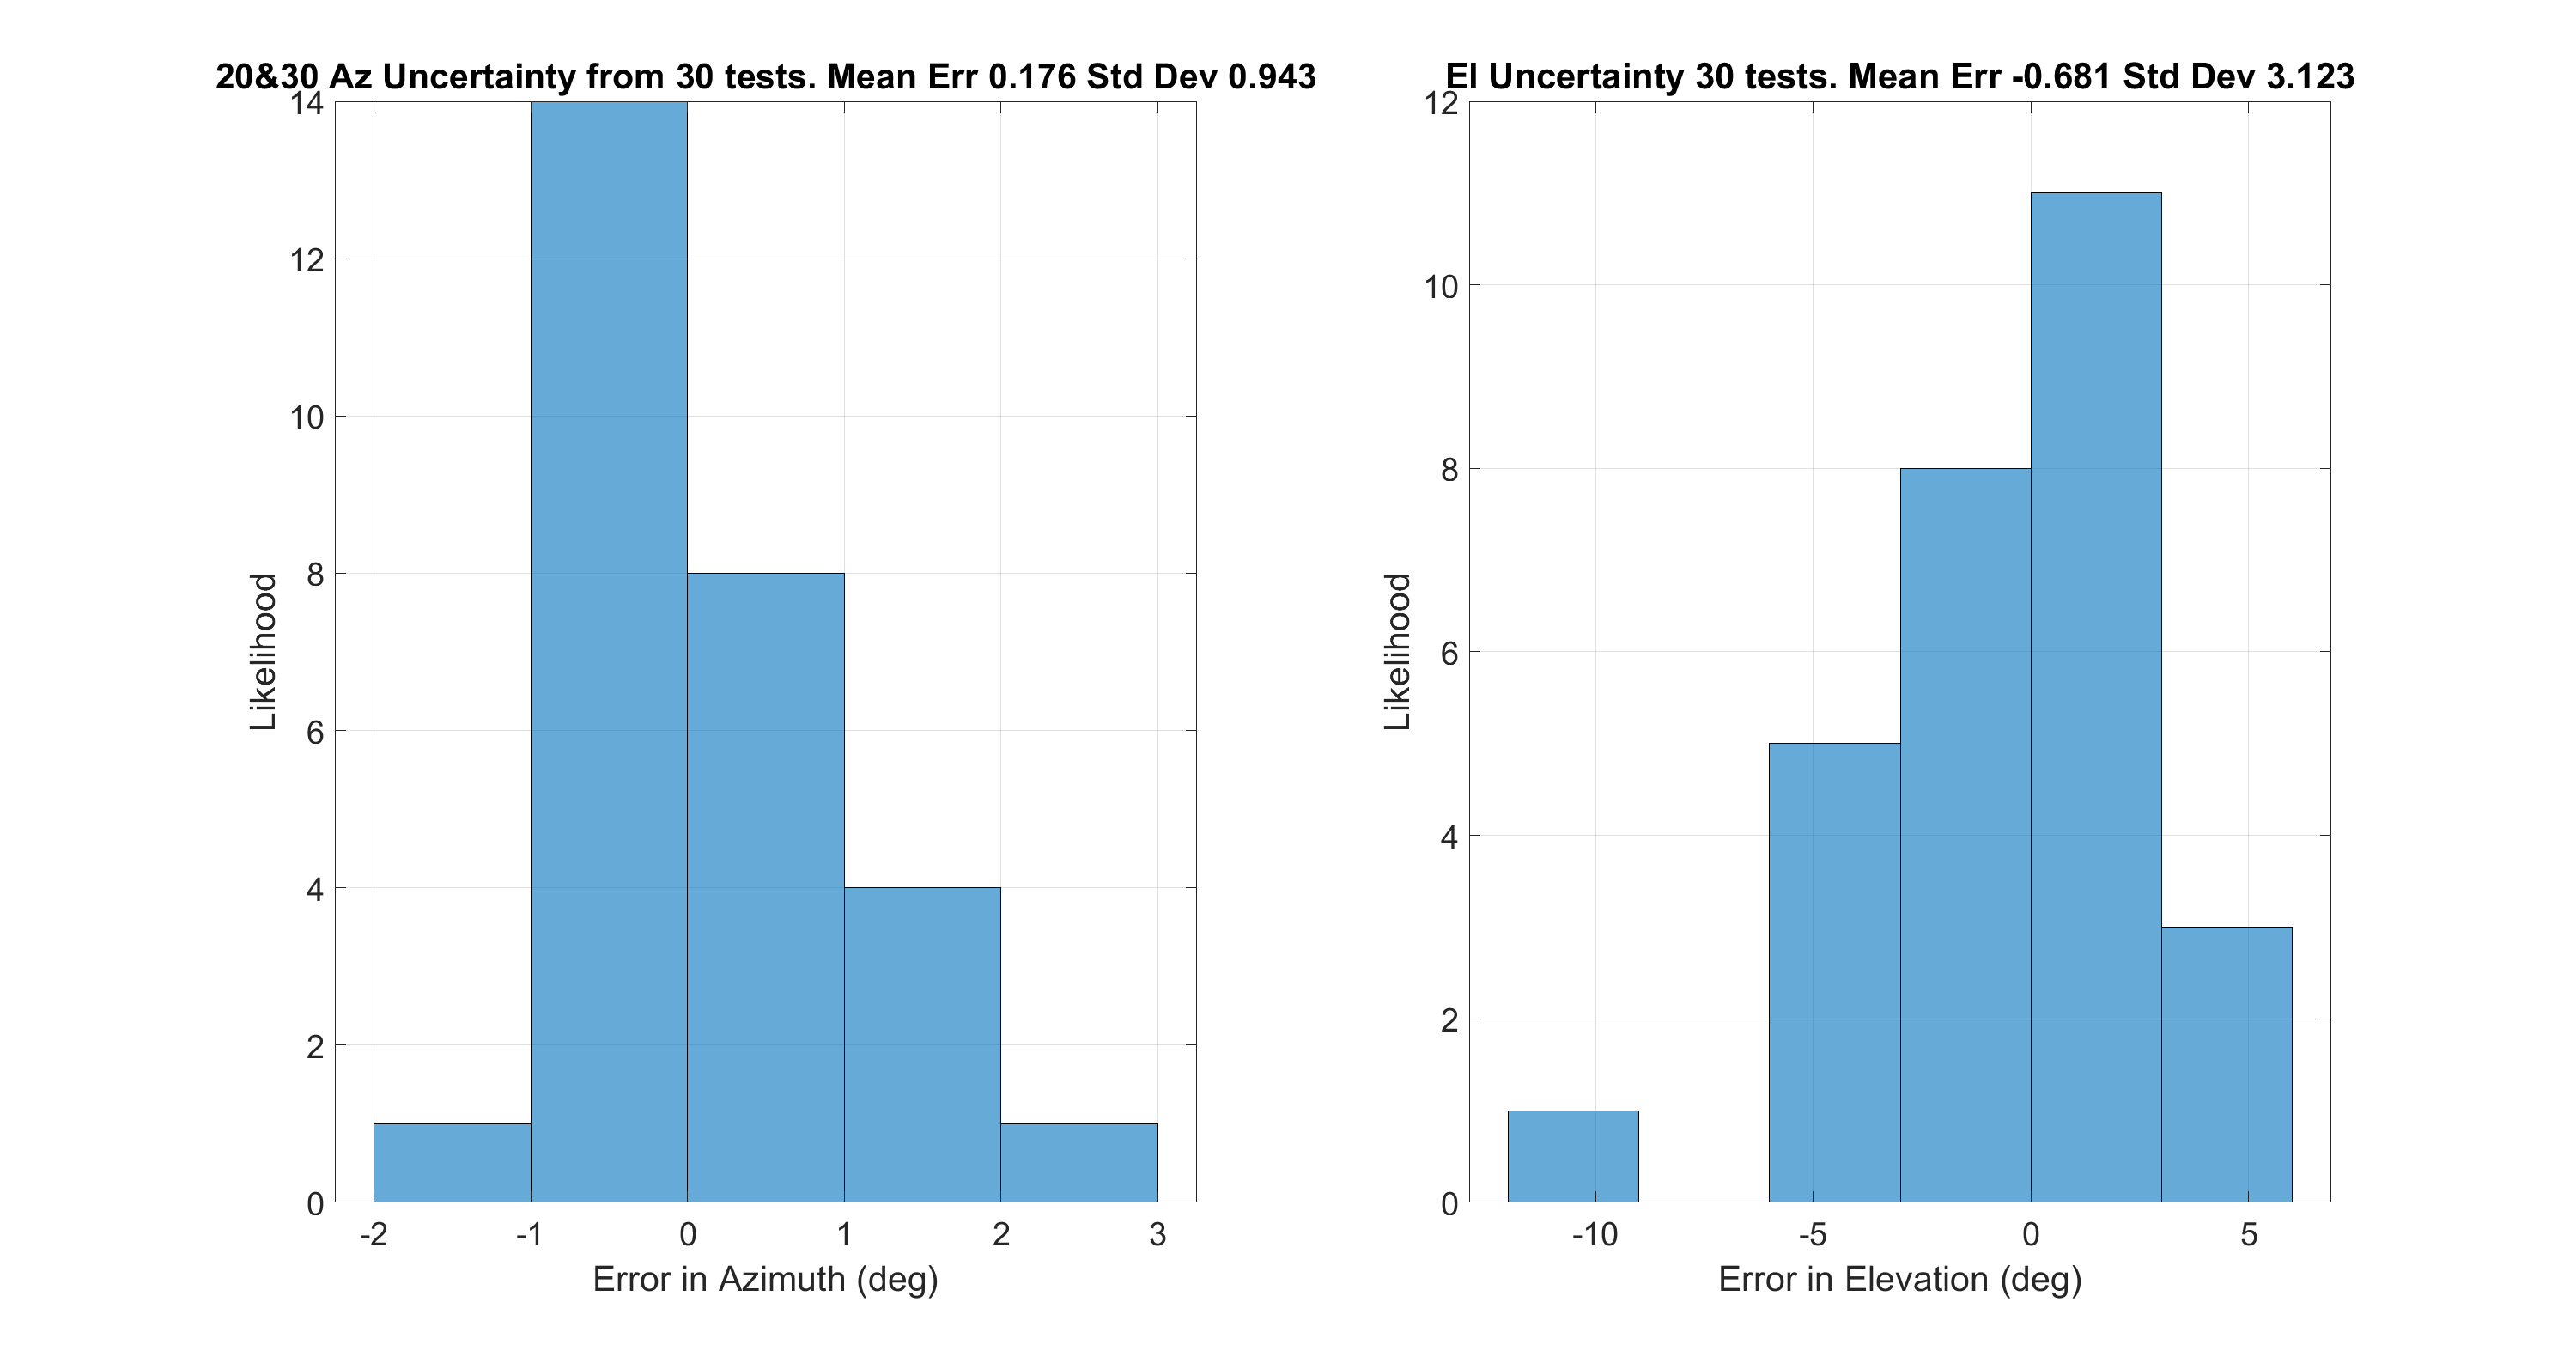 20&30 Az Uncertainty from 30 tests. Mean Err 0.176 Std Dev 0.943
14
12
10
8
6
4
2
0
Likelihood
-2 -1 0 1 2 3
Error in Azimuth (deg)
El Uncertainty 30 tests. Mean Err -0.681 Std Dev 3.123
12
10
8
6
4
2
0
Likelihood
-10 -5 0 5
Error in Elevation (deg)